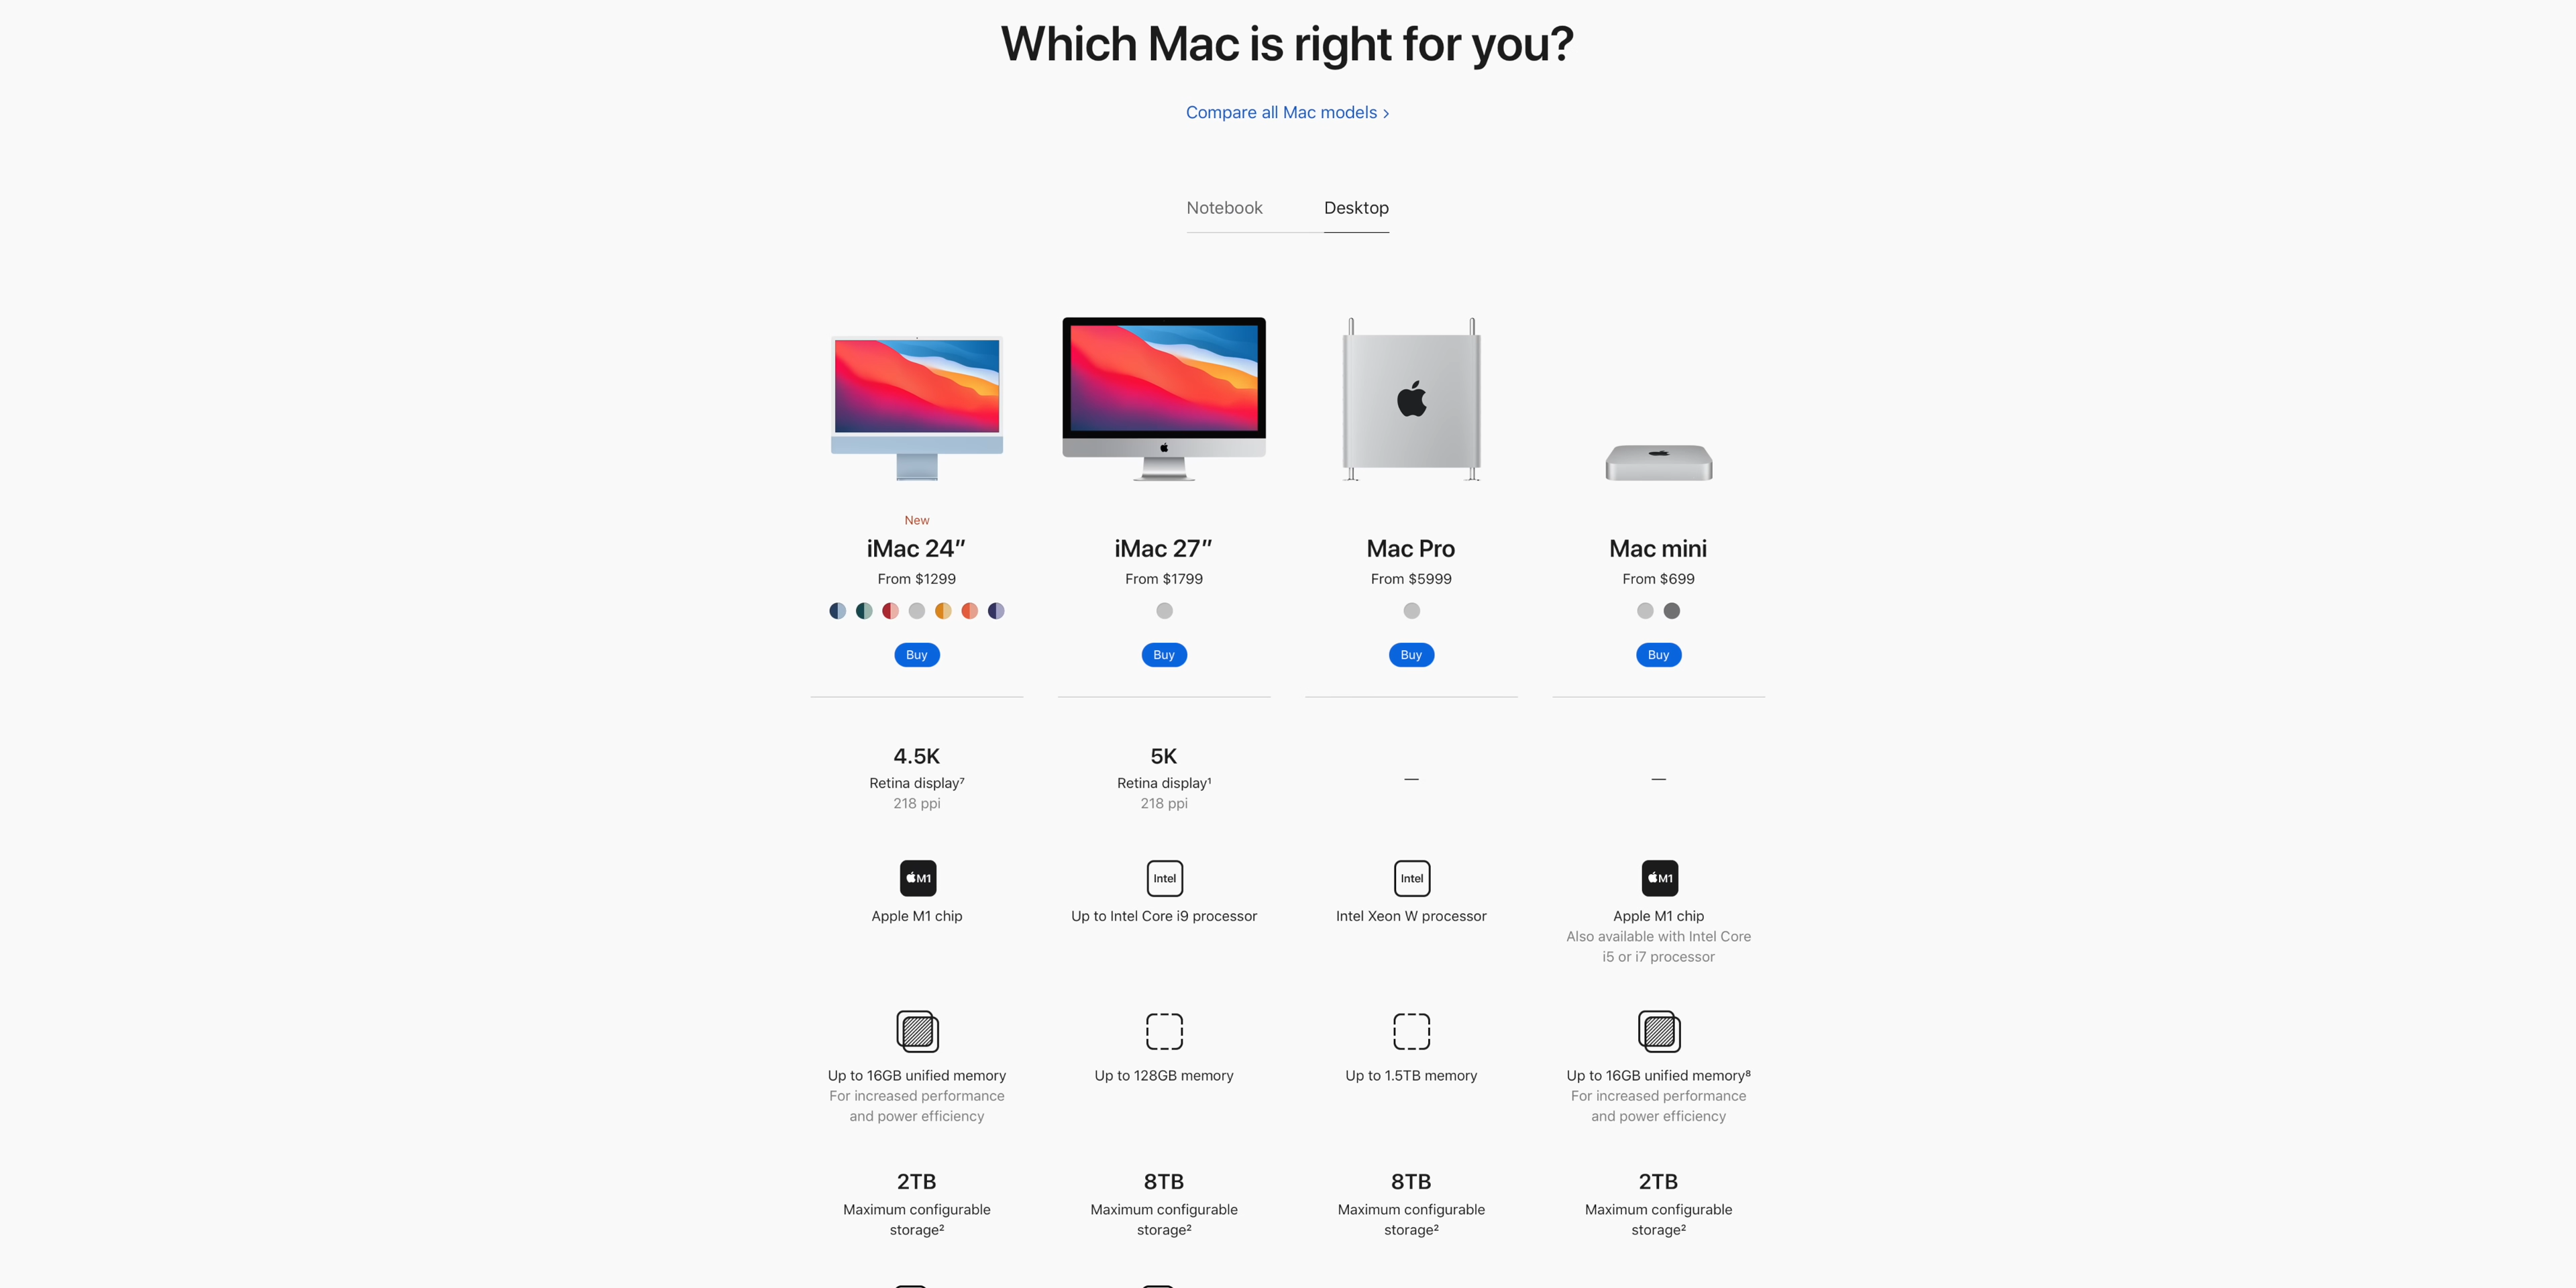 Which Mac is right for you?
Compare all Mac models ›
Notebook
Desktop
New
iMac 24″
From $1299
Buy
iMac 27″
From $1799
Buy
Mac Pro
From $5999
Buy
Mac mini
From $699
Buy
4.5K
Retina display⁷
218 ppi
5K
Retina display¹
218 ppi
—
—
M1
Apple M1 chip
Intel
Up to Intel Core i9 processor
Intel
Intel Xeon W processor
M1
Apple M1 chip
Also available with Intel Core
i5 or i7 processor
Up to 16GB unified memory
For increased performance
and power efficiency
Up to 128GB memory
Up to 1.5TB memory
Up to 16GB unified memory⁸
For increased performance
and power efficiency
2TB
Maximum configurable
storage²
8TB
Maximum configurable
storage²
8TB
Maximum configurable
storage²
2TB
Maximum configurable
storage²